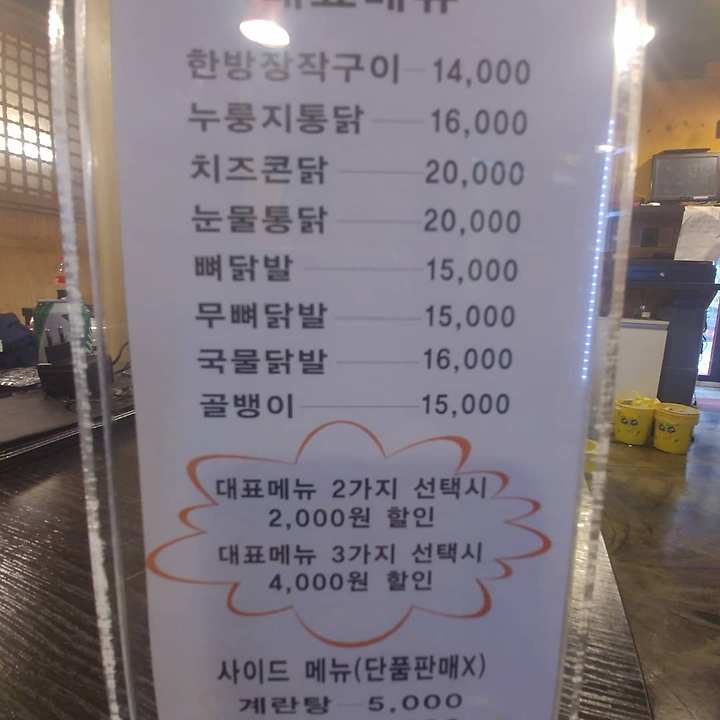 대표메뉴
한방장작구이 14,000
누룽지통닭 16,000
치즈콘닭 20,000
눈물통닭 20,000
뼈닭발 15,000
무뼈닭발 15,000
국물닭발 16,000
골뱅이 15,000
대표메뉴 2가지 선택시
2,000원 할인
대표메뉴 3가지 선택시
4,000원 할인
사이드 메뉴(단품판매X)
계란탕 5,000